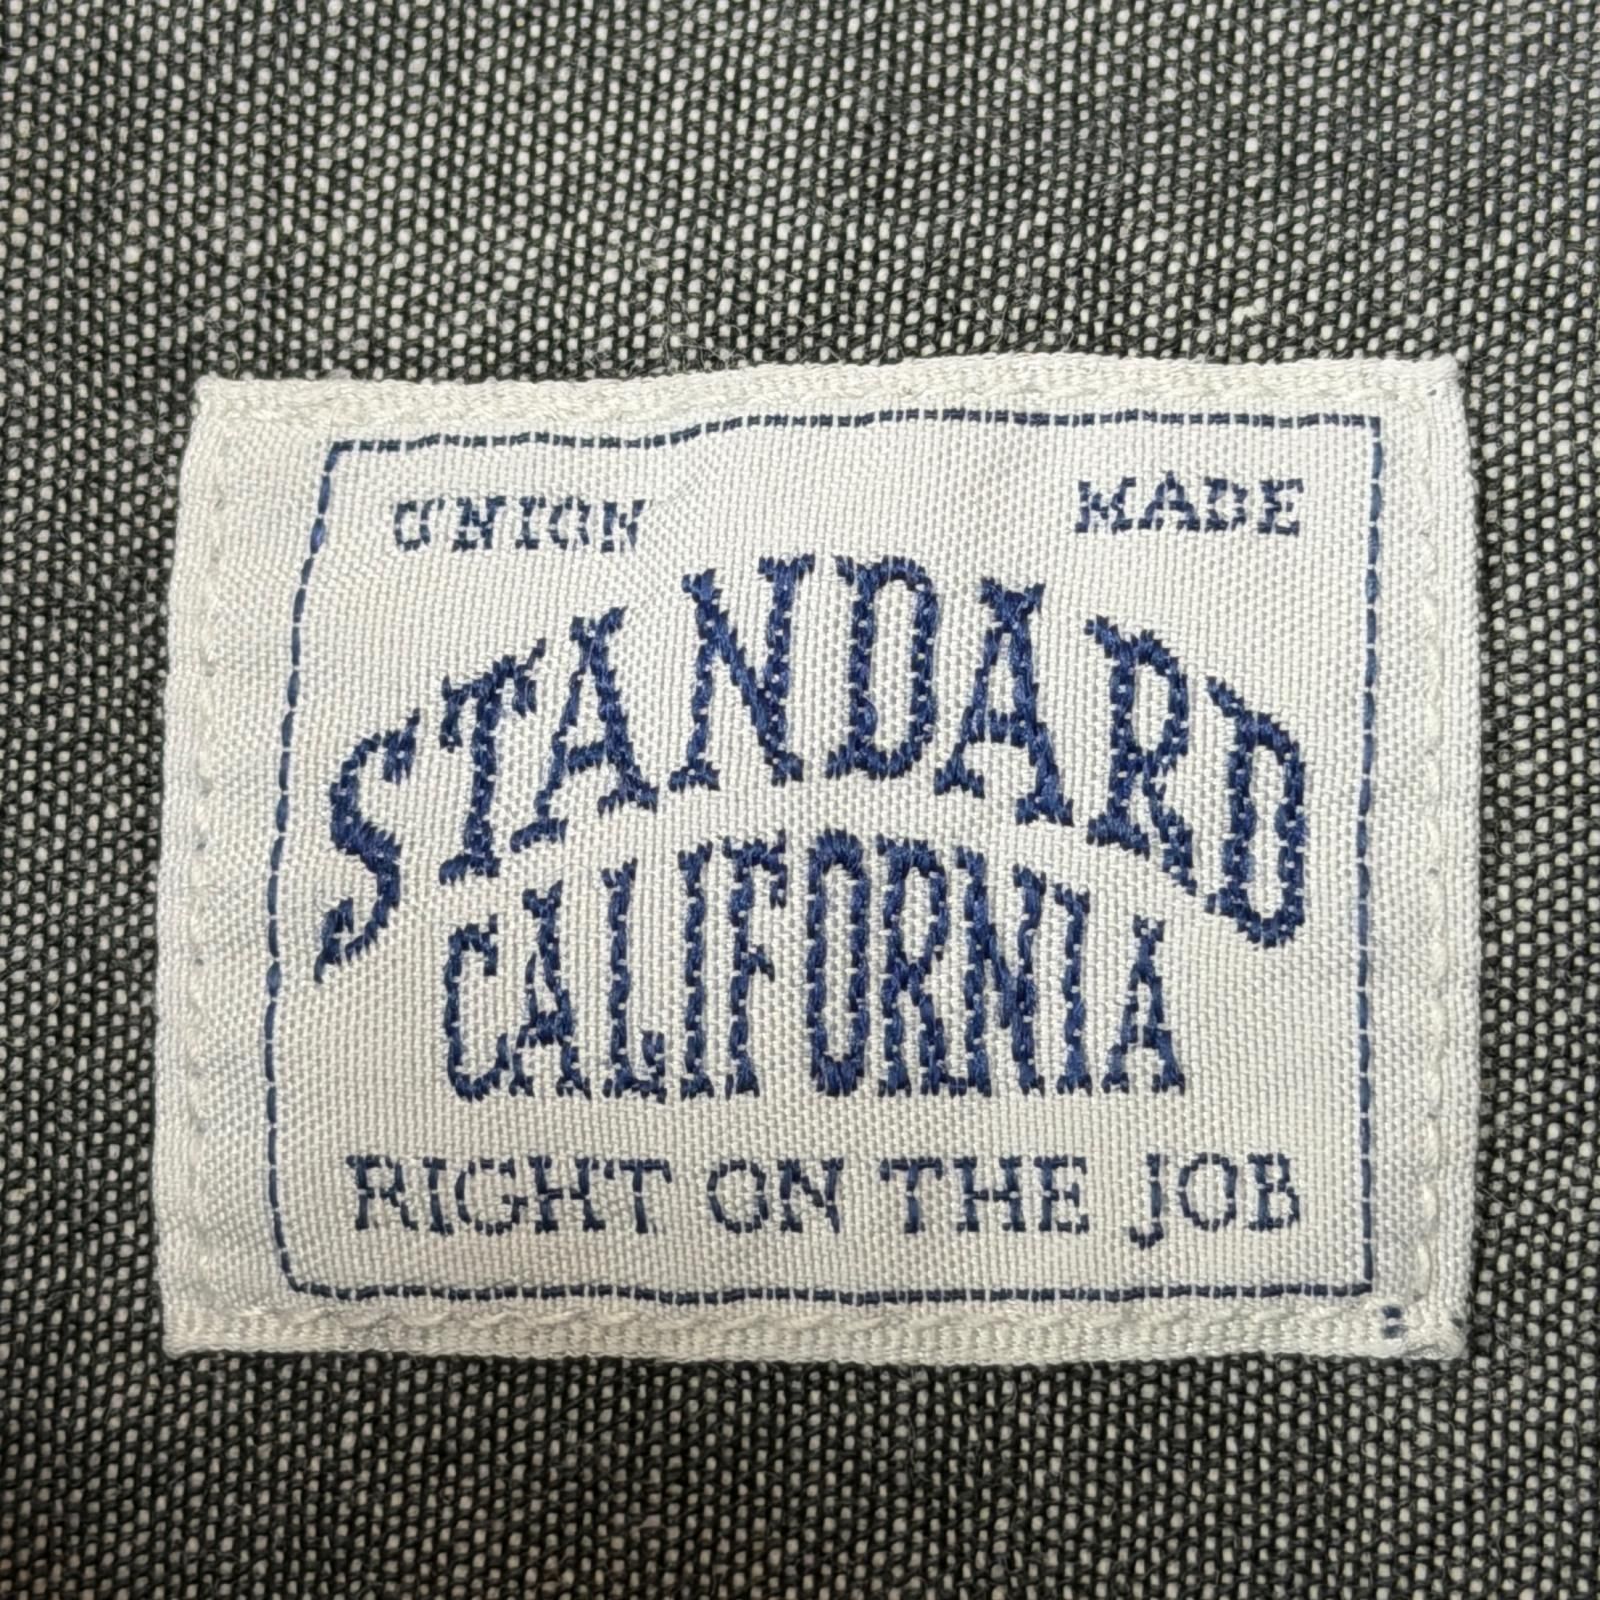 UNION MADE
STANDARD
CALIFORNIA
RIGHT ON THE JOB